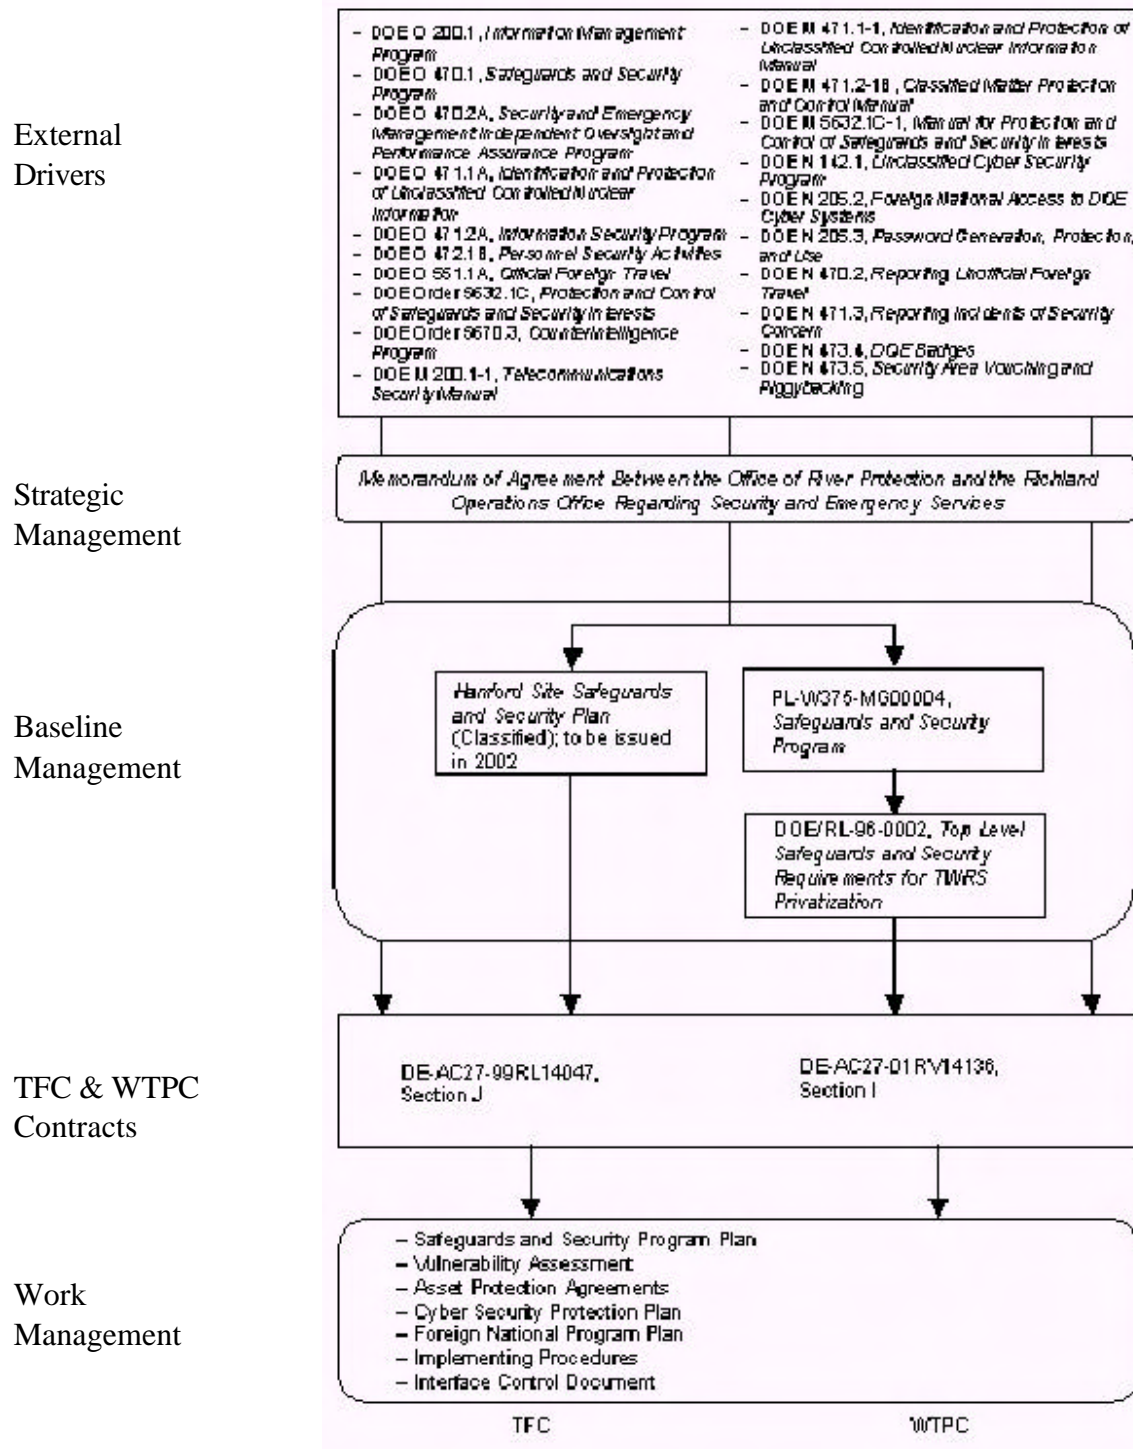 External
Drivers
– DOE O 200.1, Information Management
Program
– DOE O 470.1, Safeguards and Security
Program
– DOE O 470.2A, Security and Emergency
Management Independent Oversight and
Performance Assurance Program
– DOE O 471.1A, Identification and Protection
of Unclassified Controlled Nuclear
Information
– DOE O 471.2A, Information Security Program
– DOE O 472.1B, Personnel Security Activities
– DOE O 551.1A, Official Foreign Travel
– DOE Order 5632.1C, Protection and Control
of Safeguards and Security Interests
– DOE Order 5670.3, Counterintelligence
Program
– DOE M 200.1-1, Telecommunications
Security Manual
– DOE M 471.1-1, Identification and Protection of
Unclassified Controlled Nuclear Information
Manual
– DOE M 471.2-1B, Classified Matter Protection
and Control Manual
– DOE M 5632.1C-1, Manual for Protection and
Control of Safeguards and Security Interests
– DOE N 142.1, Unclassified Cyber Security
Program
– DOE N 205.2, Foreign National Access to DOE
Cyber Systems
– DOE N 205.3, Password Generation, Protection,
and Use
– DOE N 470.2, Reporting Unofficial Foreign
Travel
– DOE N 471.3, Reporting Incidents of Security
Concern
– DOE N 473.4, DOE Badges
– DOE N 473.5, Security Area Vouching and
Piggybacking
Strategic
Management
Memorandum of Agreement Between the Office of River Protection and the Richland
Operations Office Regarding Security and Emergency Services
Baseline
Management
Hanford Site Safeguards
and Security Plan
(Classified); to be issued
in 2002
PL-W375-MG00004,
Safeguards and Security
Program
DOE/RL-96-0002, Top Level
Safeguards and Security
Requirements for TWRS
Privatization
TFC & WTPC
Contracts
DE-AC27-99RL14047,
Section J
DE-AC27-01RV14136,
Section I
Work
Management
– Safeguards and Security Program Plan
– Vulnerability Assessment
– Asset Protection Agreements
– Cyber Security Protection Plan
– Foreign National Program Plan
– Implementing Procedures
– Interface Control Document
TFC
WTPC